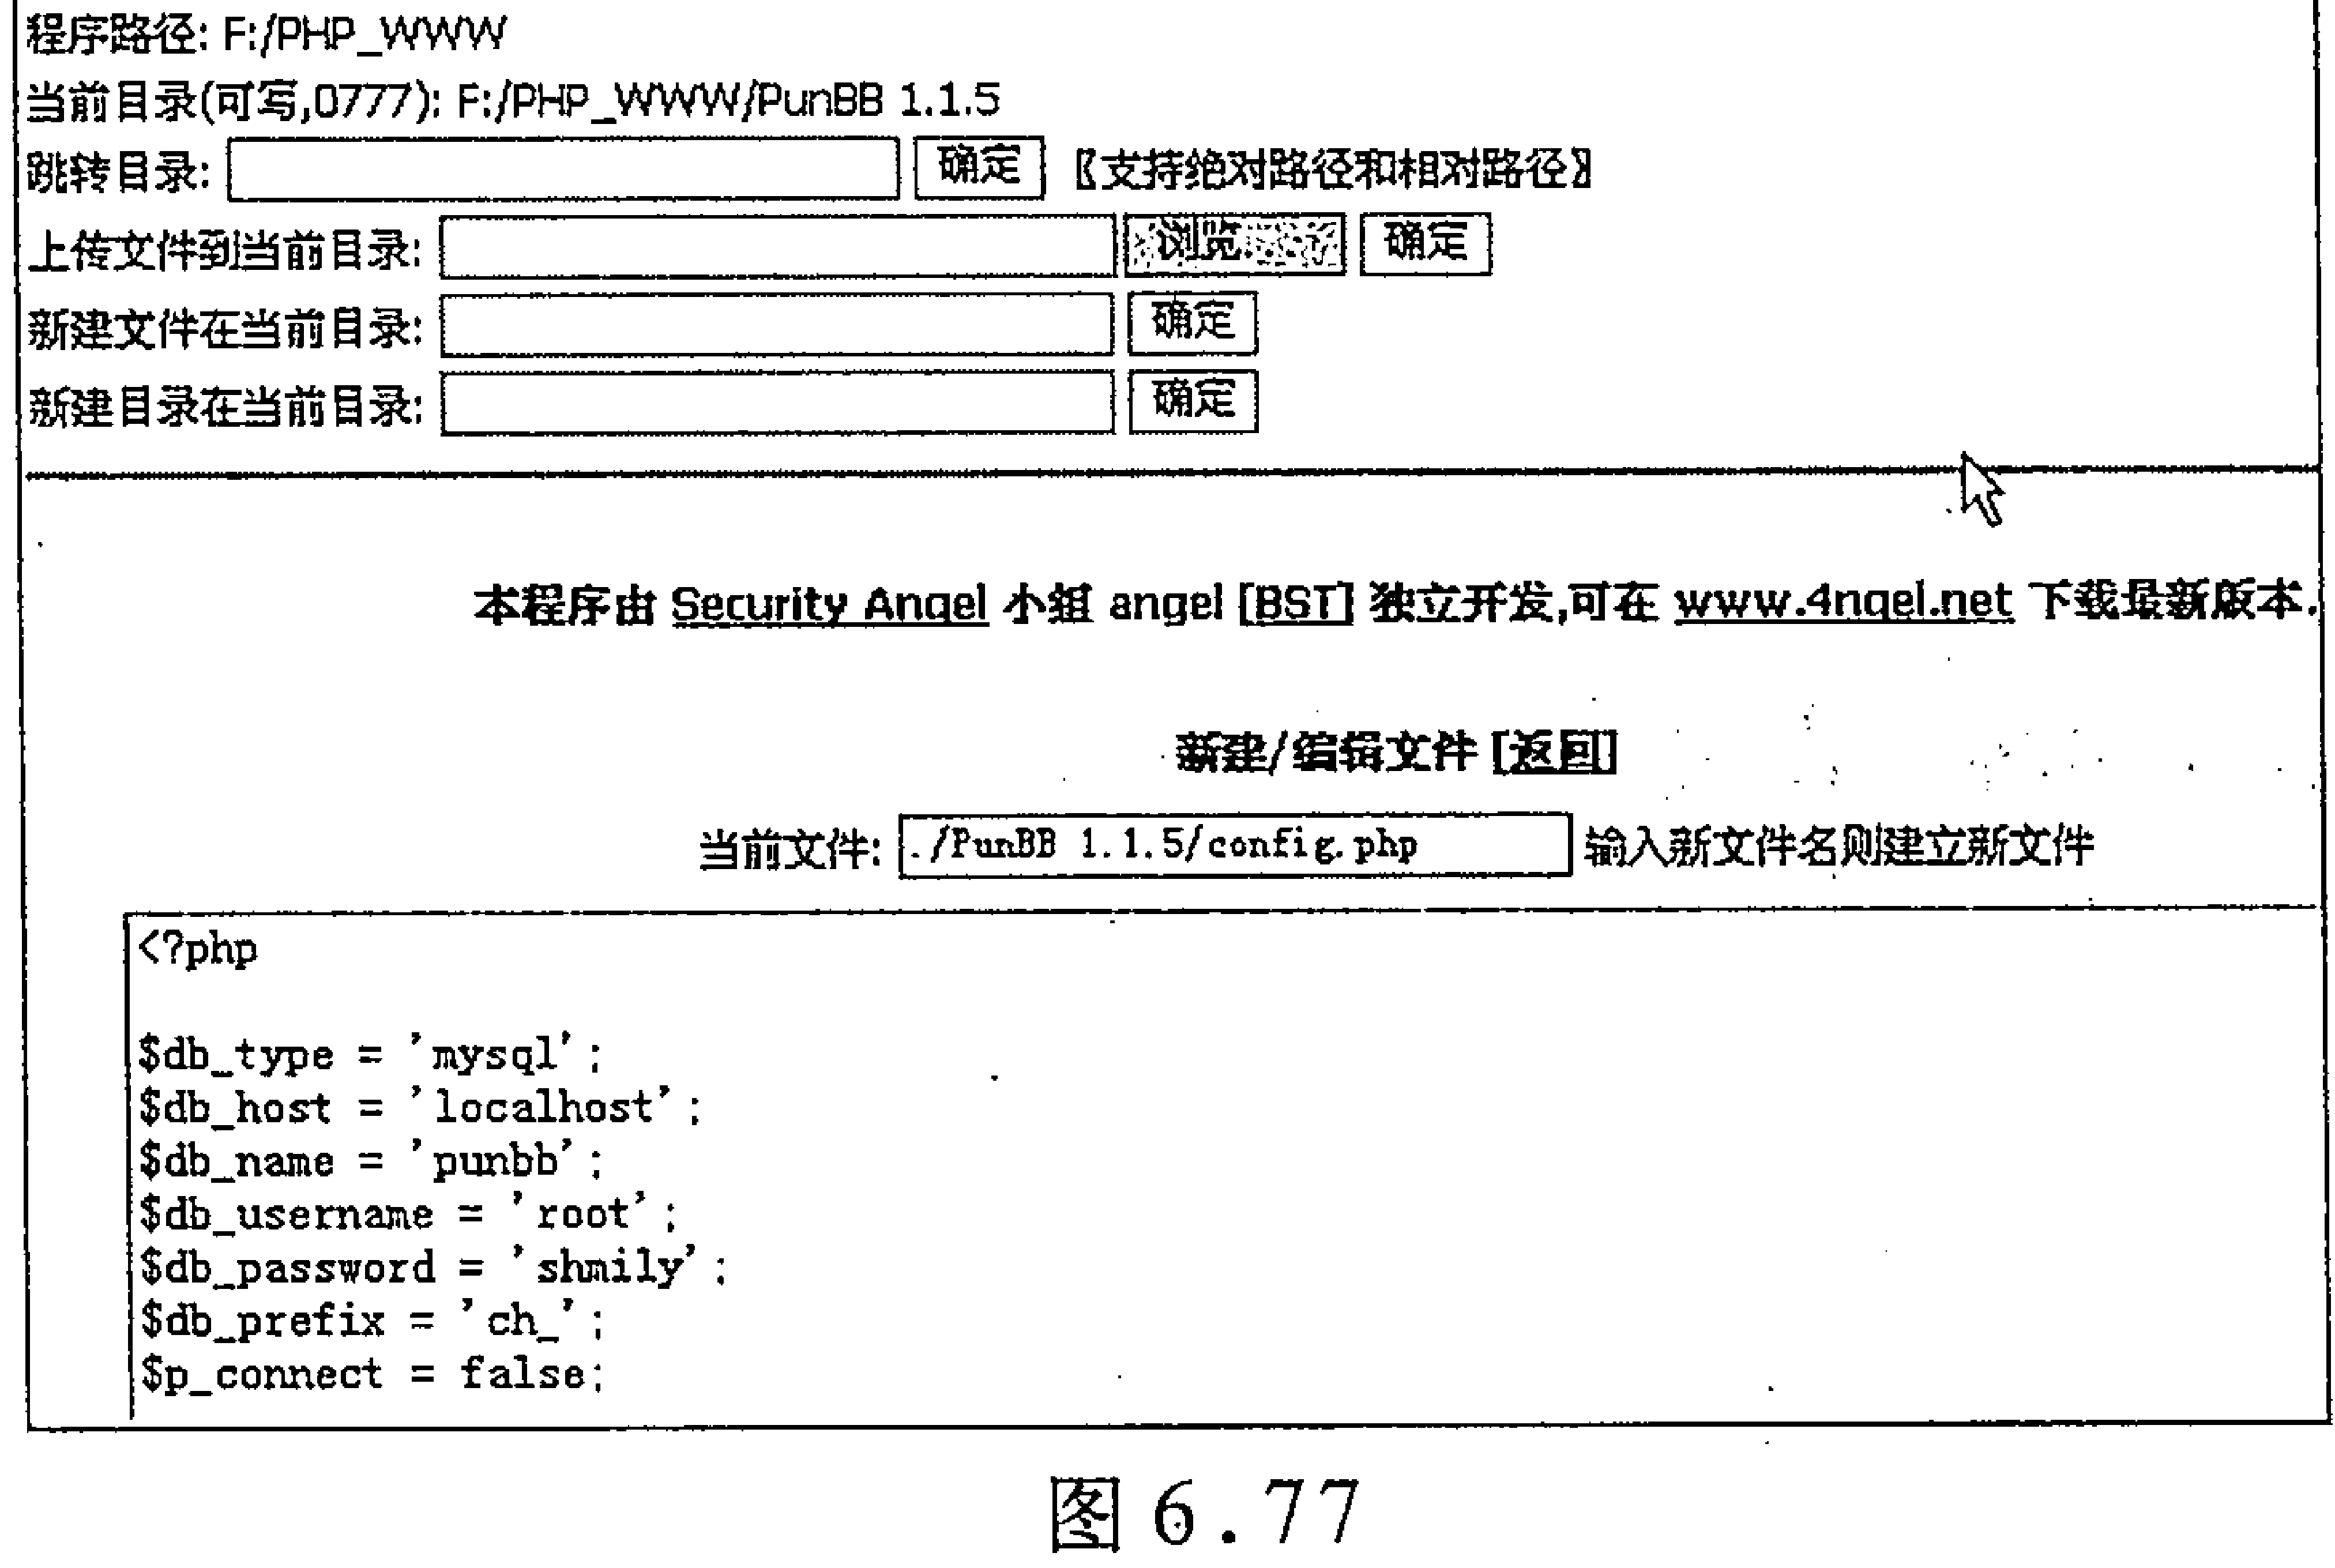 程序路径: F:/PHP_WWW
当前目录(可写,0777): F:/PHP_WWW/PunBB 1.1.5
跳转目录: 确定 〖支持绝对路径和相对路径〗
上传文件到当前目录: 浏览... 确定
新建文件在当前目录: 确定
新建目录在当前目录: 确定
本程序由 Security Angel 小组 angel [BST] 独立开发,可在 www.4ngel.net 下载最新版本.
新建/编辑文件 [返回]
当前文件: ./PunBB 1.1.5/config.php 输入新文件名则建立新文件
<?php
$db_type = 'mysql';
$db_host = 'localhost';
$db_name = 'punbb';
$db_username = 'root';
$db_password = 'shmily';
$db_prefix = 'ch_';
$p_connect = false;
图 6.77